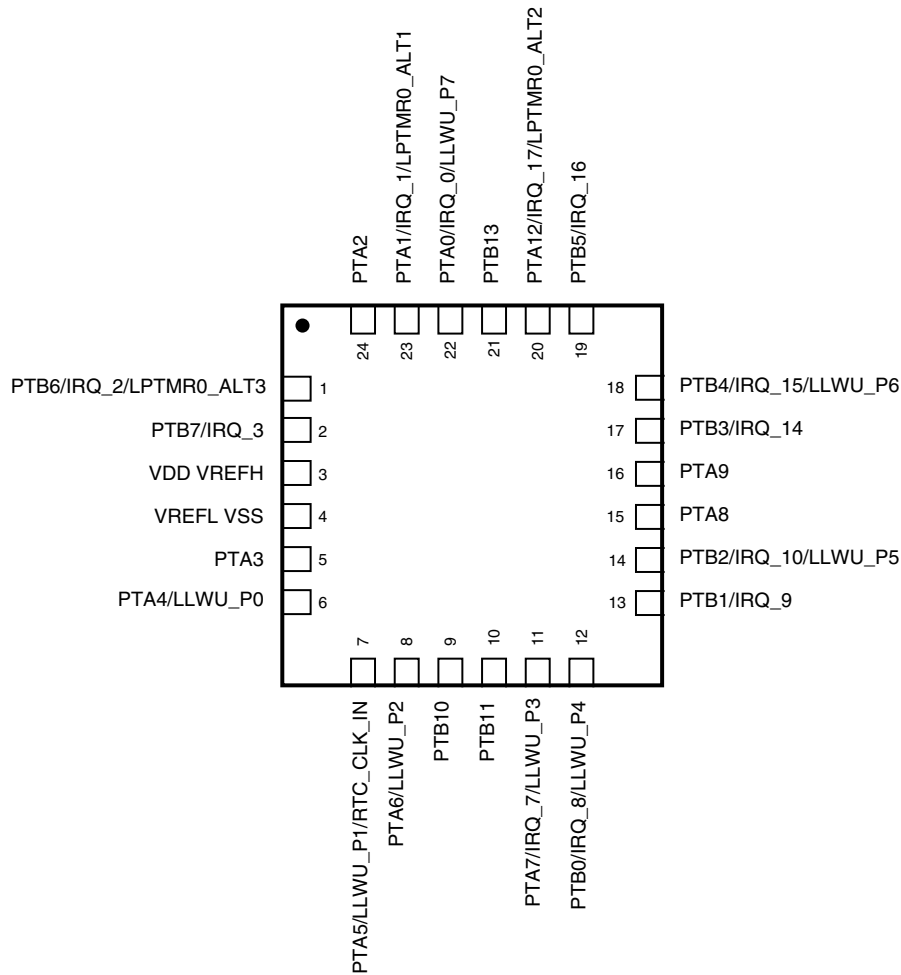 PTA2
PTA1/IRQ_1/LPTMR0_ALT1
PTA0/IRQ_0/LLWU_P7
PTB13
PTA12/IRQ_17/LPTMR0_ALT2
PTB5/IRQ_16
24
23
22
21
20
19
PTB6/IRQ_2/LPTMR0_ALT3 1
PTB7/IRQ_3 2
VDD VREFH 3
VREFL VSS 4
PTA3 5
PTA4/LLWU_P0 6
18 PTB4/IRQ_15/LLWU_P6
17 PTB3/IRQ_14
16 PTA9
15 PTA8
14 PTB2/IRQ_10/LLWU_P5
13 PTB1/IRQ_9
7
8
9
10
11
12
PTA5/LLWU_P1/RTC_CLK_IN
PTA6/LLWU_P2
PTB10
PTB11
PTA7/IRQ_7/LLWU_P3
PTB0/IRQ_8/LLWU_P4